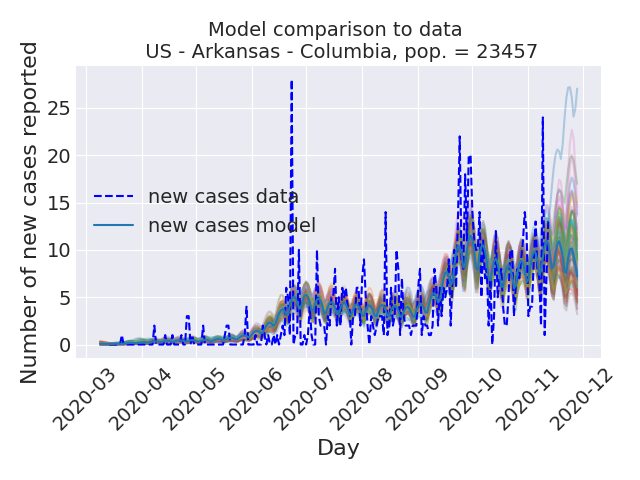 Model comparison to data
US - Arkansas - Columbia, pop. = 23457
Number of new cases reported
25
20
15
10
5
0
new cases data
new cases model
2020-03
2020-04
2020-05
2020-06
2020-07
2020-08
2020-09
2020-10
2020-11
2020-12
Day